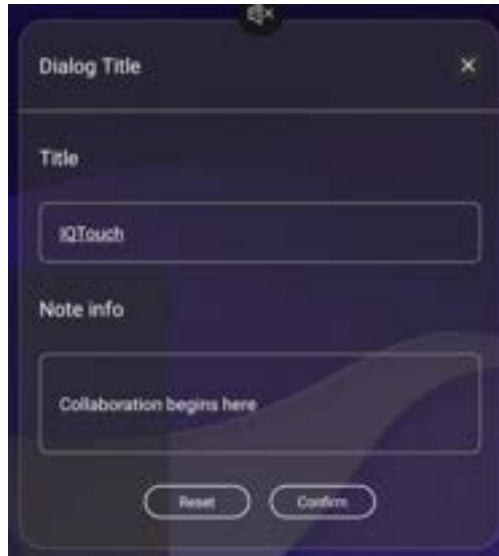 Dialog Title
Title
IQTouch
Note info
Collaboration begins here
Reset Confirm